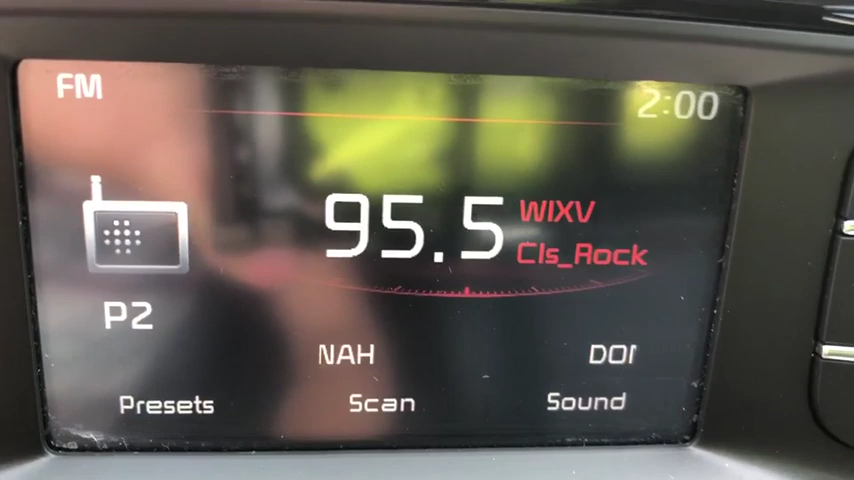 FM
2:00
95.5
WIXV
Cls_Rock
P2
NAH
DOI
Presets
Scan
Sound